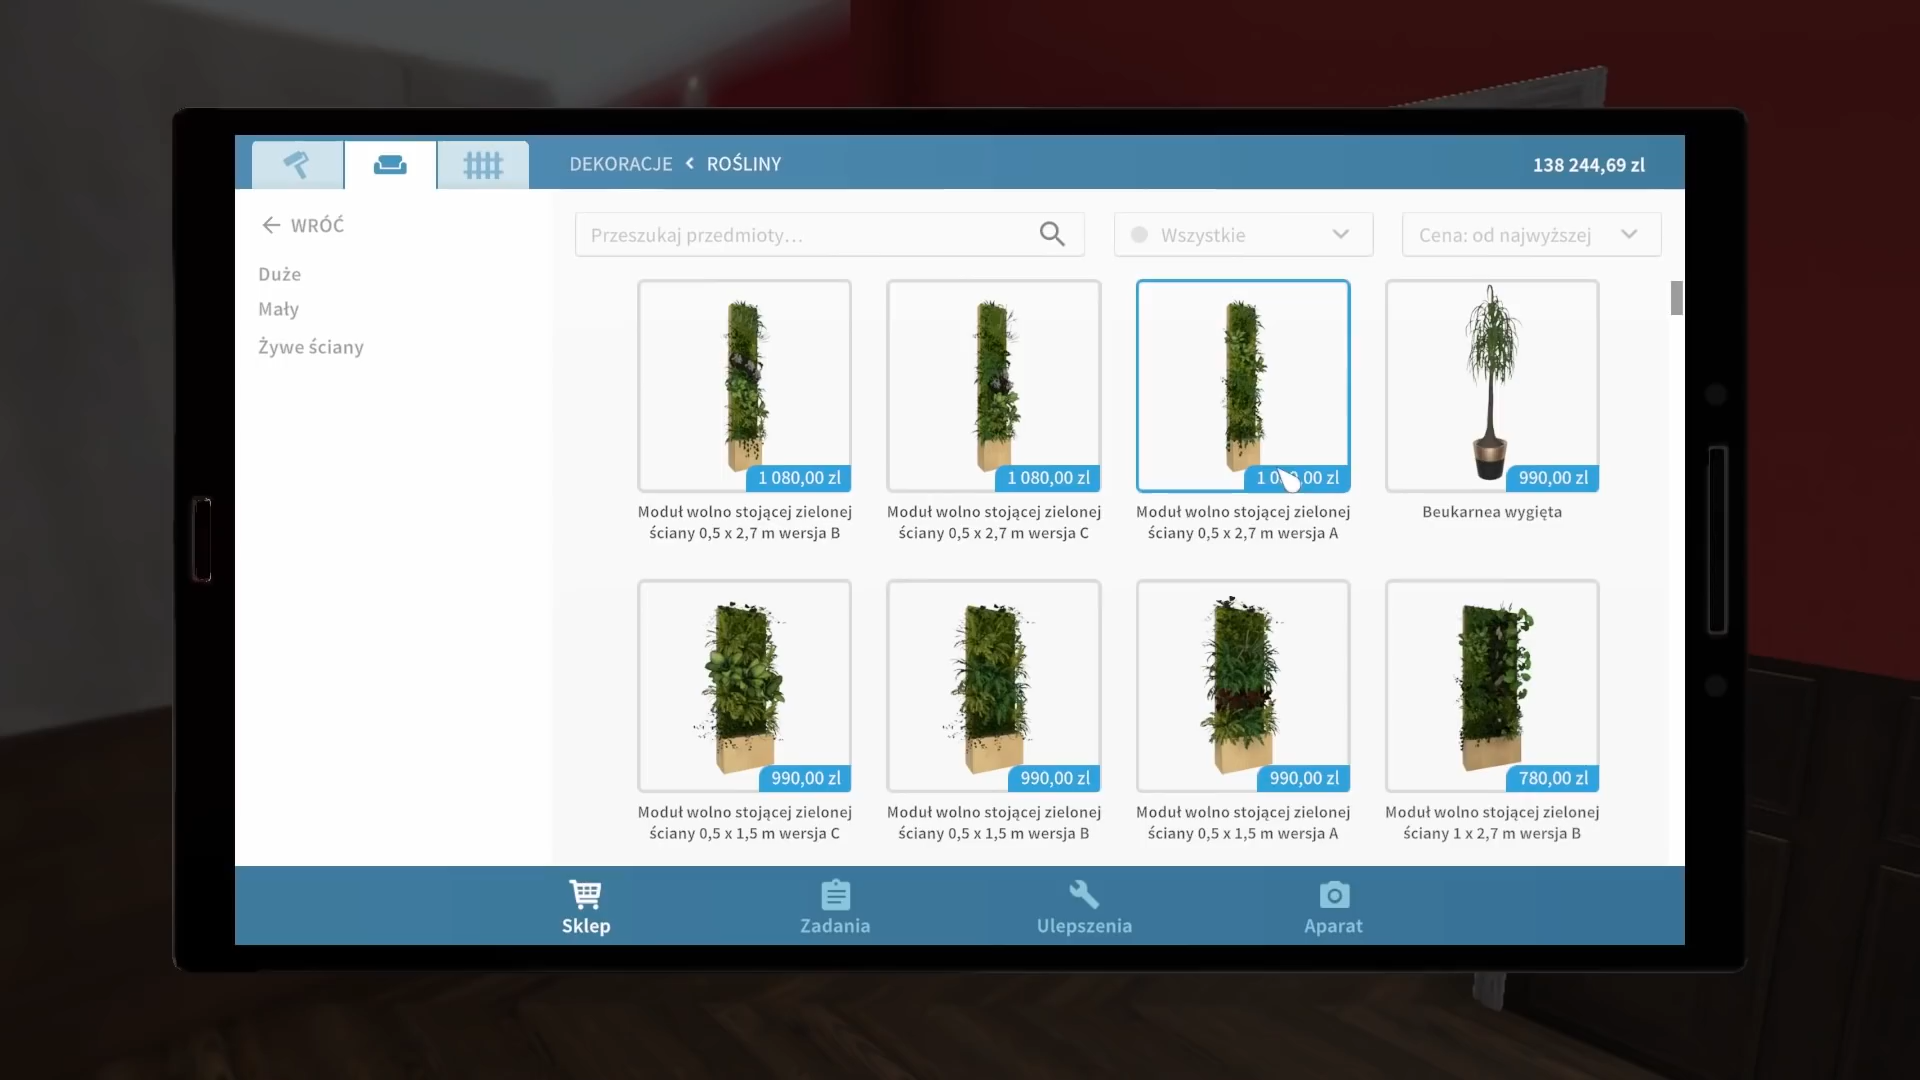 DEKORACJE < ROŚLINY
138 244,69 zl
WRÓĆ
Duże
Mały
Żywe ściany
Przeszukaj przedmioty...
Wszystkie
Cena: od najwyższej
1 080,00 zl
1 080,00 zl
990,00 zl
Moduł wolno stojącej zielonej
ściany 0,5 x 2,7 m wersja B
Moduł wolno stojącej zielonej
ściany 0,5 x 2,7 m wersja C
Moduł wolno stojącej zielonej
ściany 0,5 x 2,7 m wersja A
Beukarnea wygięta
990,00 zl
990,00 zl
990,00 zl
780,00 zl
Moduł wolno stojącej zielonej
ściany 0,5 x 1,5 m wersja C
Moduł wolno stojącej zielonej
ściany 0,5 x 1,5 m wersja B
Moduł wolno stojącej zielonej
ściany 0,5 x 1,5 m wersja A
Moduł wolno stojącej zielonej
ściany 1 x 2,7 m wersja B
Sklep
Zadania
Ulepszenia
Aparat